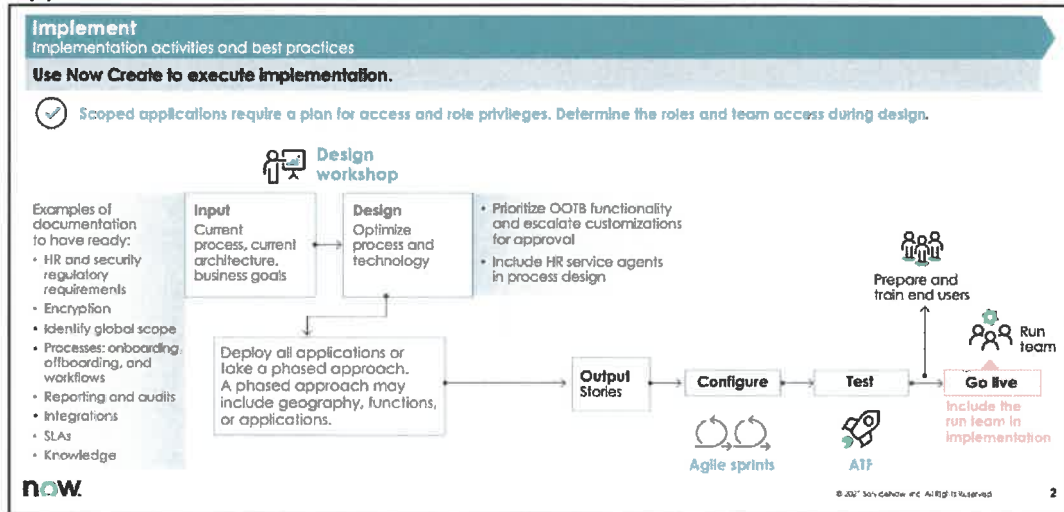 Implement
Implementation activities and best practices
Use Now Create to execute implementation.
Scoped applications require a plan for access and role privileges. Determine the roles and team access during design.
Design
workshop
Examples of
documentation
to have ready:
• HR and security
regulatory
requirements
• Encryption
• Identify global scope
• Processes: onboarding,
offboarding, and
workflows
• Reporting and audits
• Integrations
• SLAs
• Knowledge
Input
Current
process, current
architecture,
business goals
Design
Optimize
process and
technology
• Prioritize OOTB functionality
and escalate customizations
for approval
• Include HR service agents
in process design
Deploy all applications or
take a phased approach.
A phased approach may
include geography, functions,
or applications.
Output
Stories
Configure
Agile sprints
Test
ATF
Prepare and
train end users
Run
team
Go live
Include the
run team in
implementation
now.
© 2021 ServiceNow, Inc. All Rights Reserved.
2